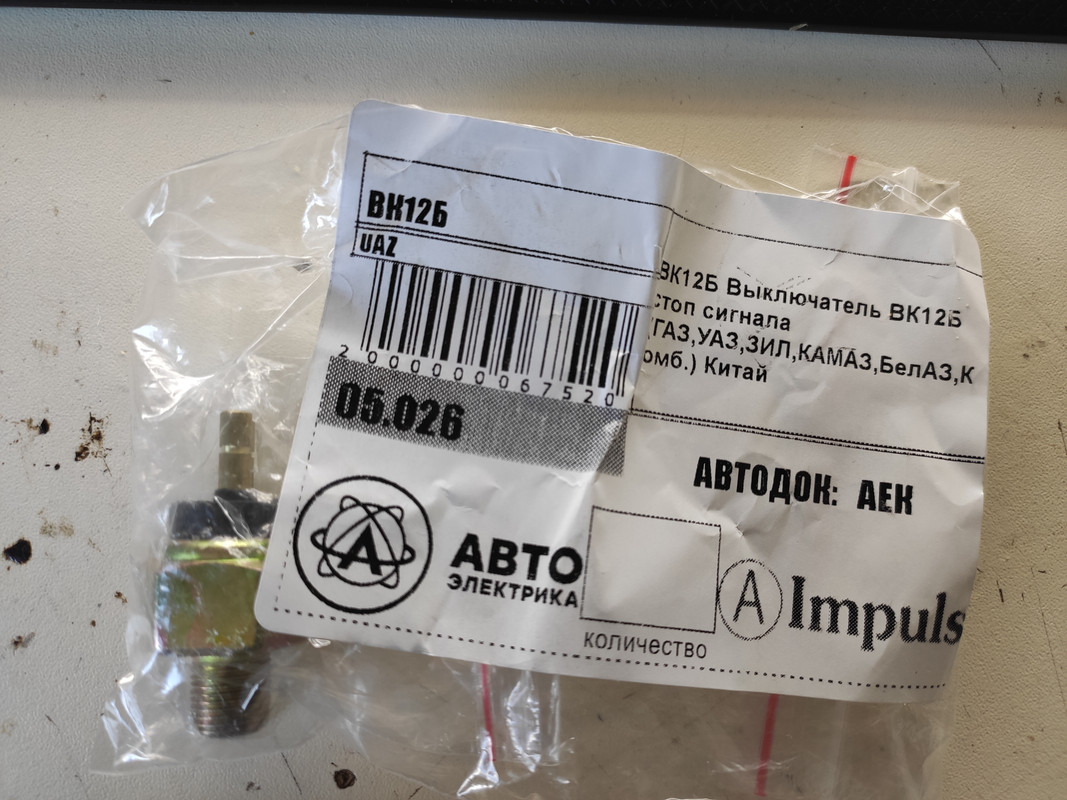 ВК12Б
UAZ
2000000067520
05.026
ВК12Б Выключатель ВК12Б
стоп сигнала
(ГАЗ,УАЗ,ЗИЛ,КАМАЗ,БелАЗ,К
омб.) Китай
АВТОДОК: АЕК
А
АВТО
ЭЛЕКТРИКА
количество
А Impuls